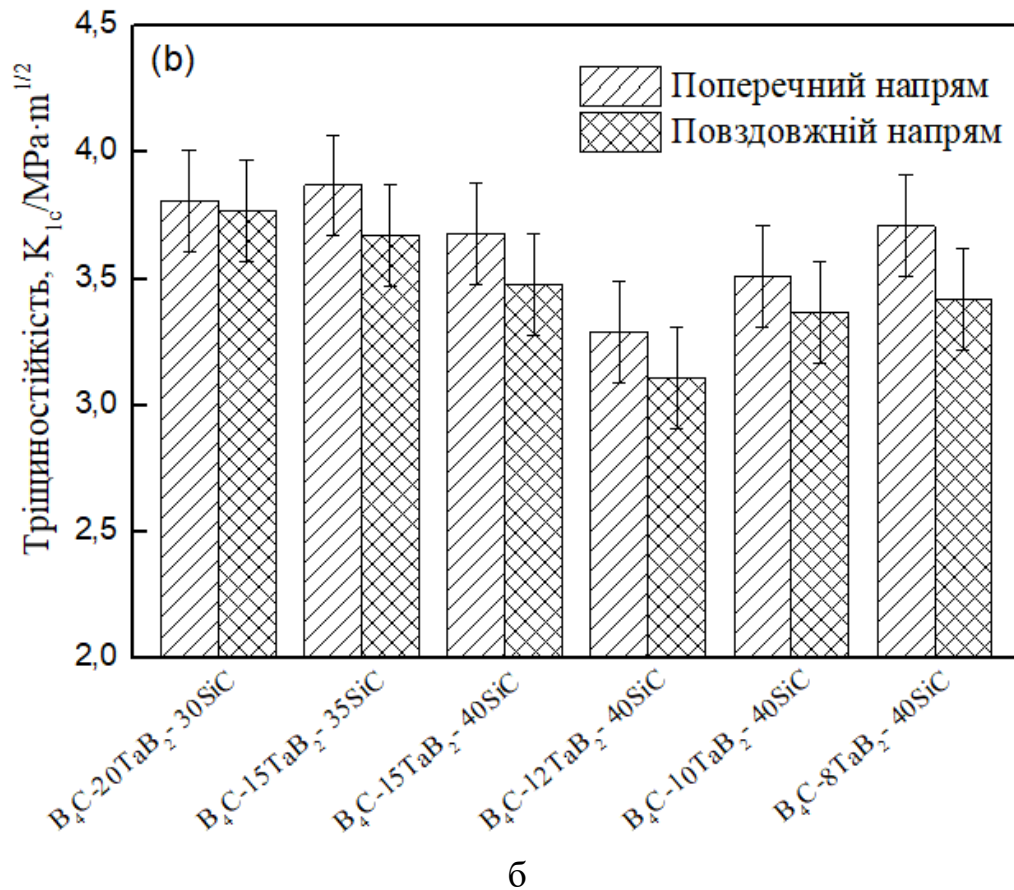 4,5
4,0
3,5
3,0
2,5
2,0
Тріщиностійкість, K₁c/MPa·m^1/2
(b)
Поперечний напрям
Повздовжній напрям
B₄C-20TaB₂- 30SiC
B₄C-15TaB₂- 35SiC
B₄C-15TaB₂- 40SiC
B₄C-12TaB₂- 40SiC
B₄C-10TaB₂- 40SiC
B₄C-8TaB₂- 40SiC
б